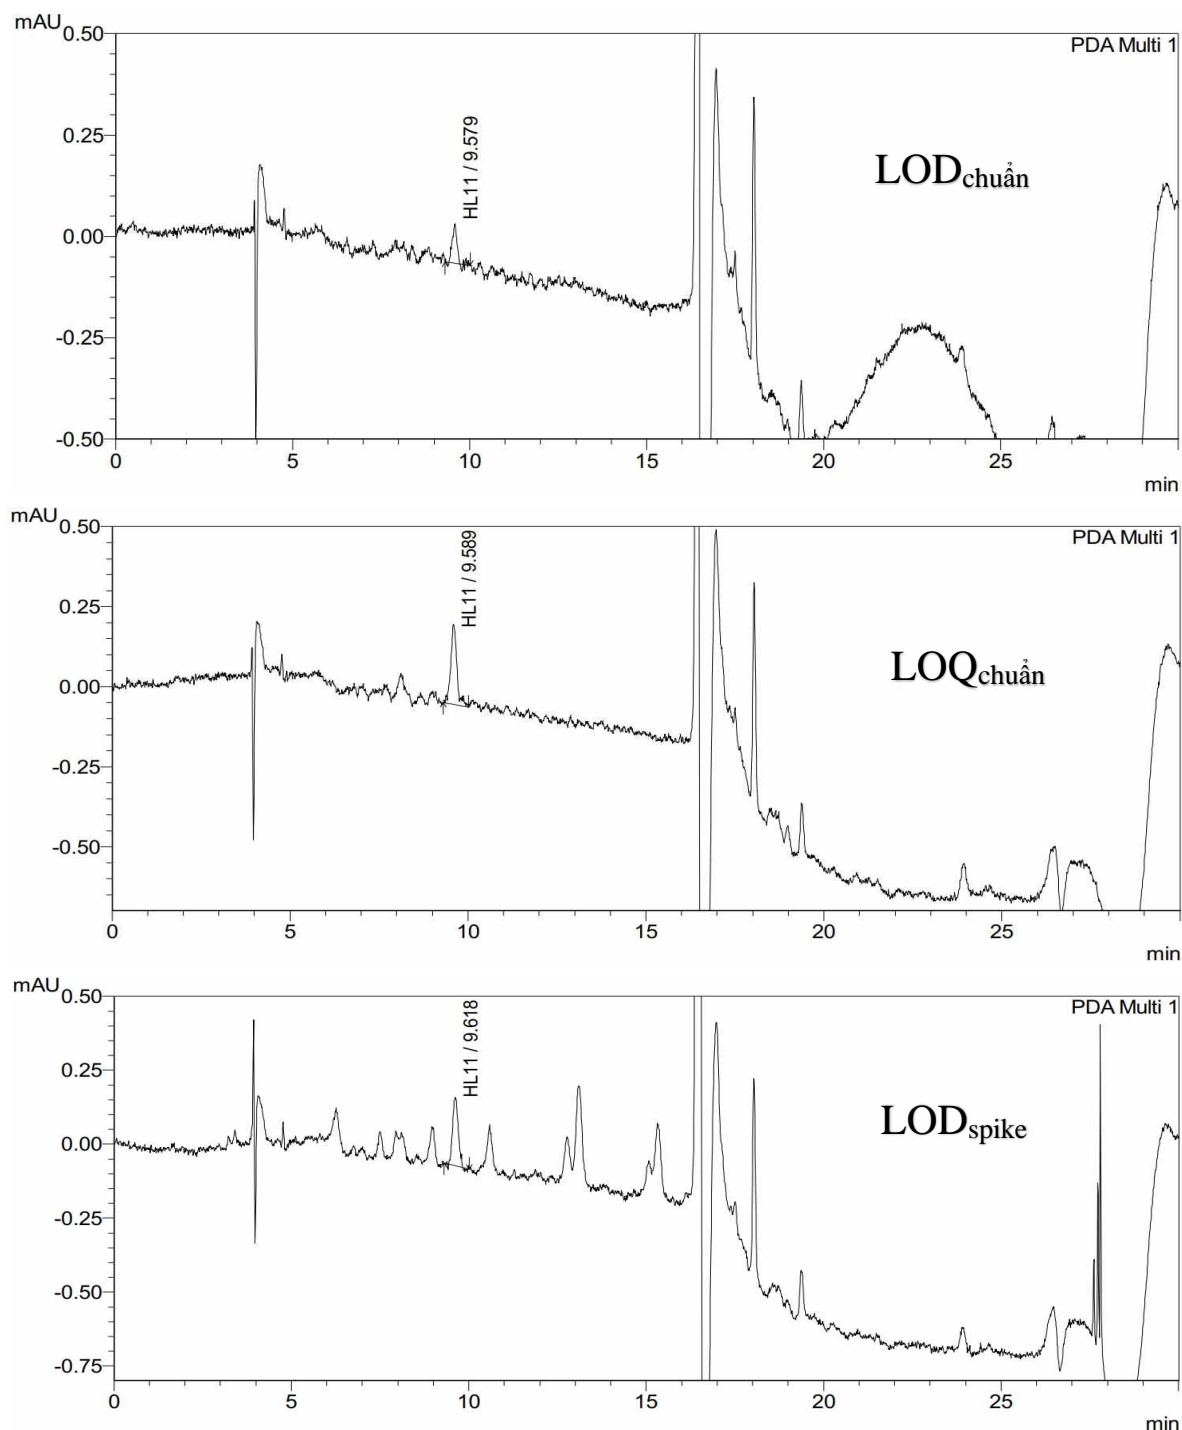 mAU
0.50
PDA Multi 1
0.25
HL11 / 9.579
LODchuẩn
0.00
-0.25
-0.50
0 5 10 15 20 25
min
mAU
0.50
PDA Multi 1
0.25
HL11 / 9.589
LOQchuẩn
0.00
-0.25
-0.50
0 5 10 15 20 25
min
mAU
0.50
PDA Multi 1
0.25
HL11 / 9.618
LODspike
0.00
-0.25
-0.50
-0.75
0 5 10 15 20 25
min